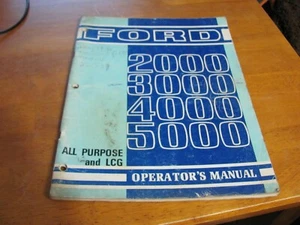 FORD
2000
3000
4000
5000
ALL PURPOSE
and LCG
OPERATOR'S MANUAL